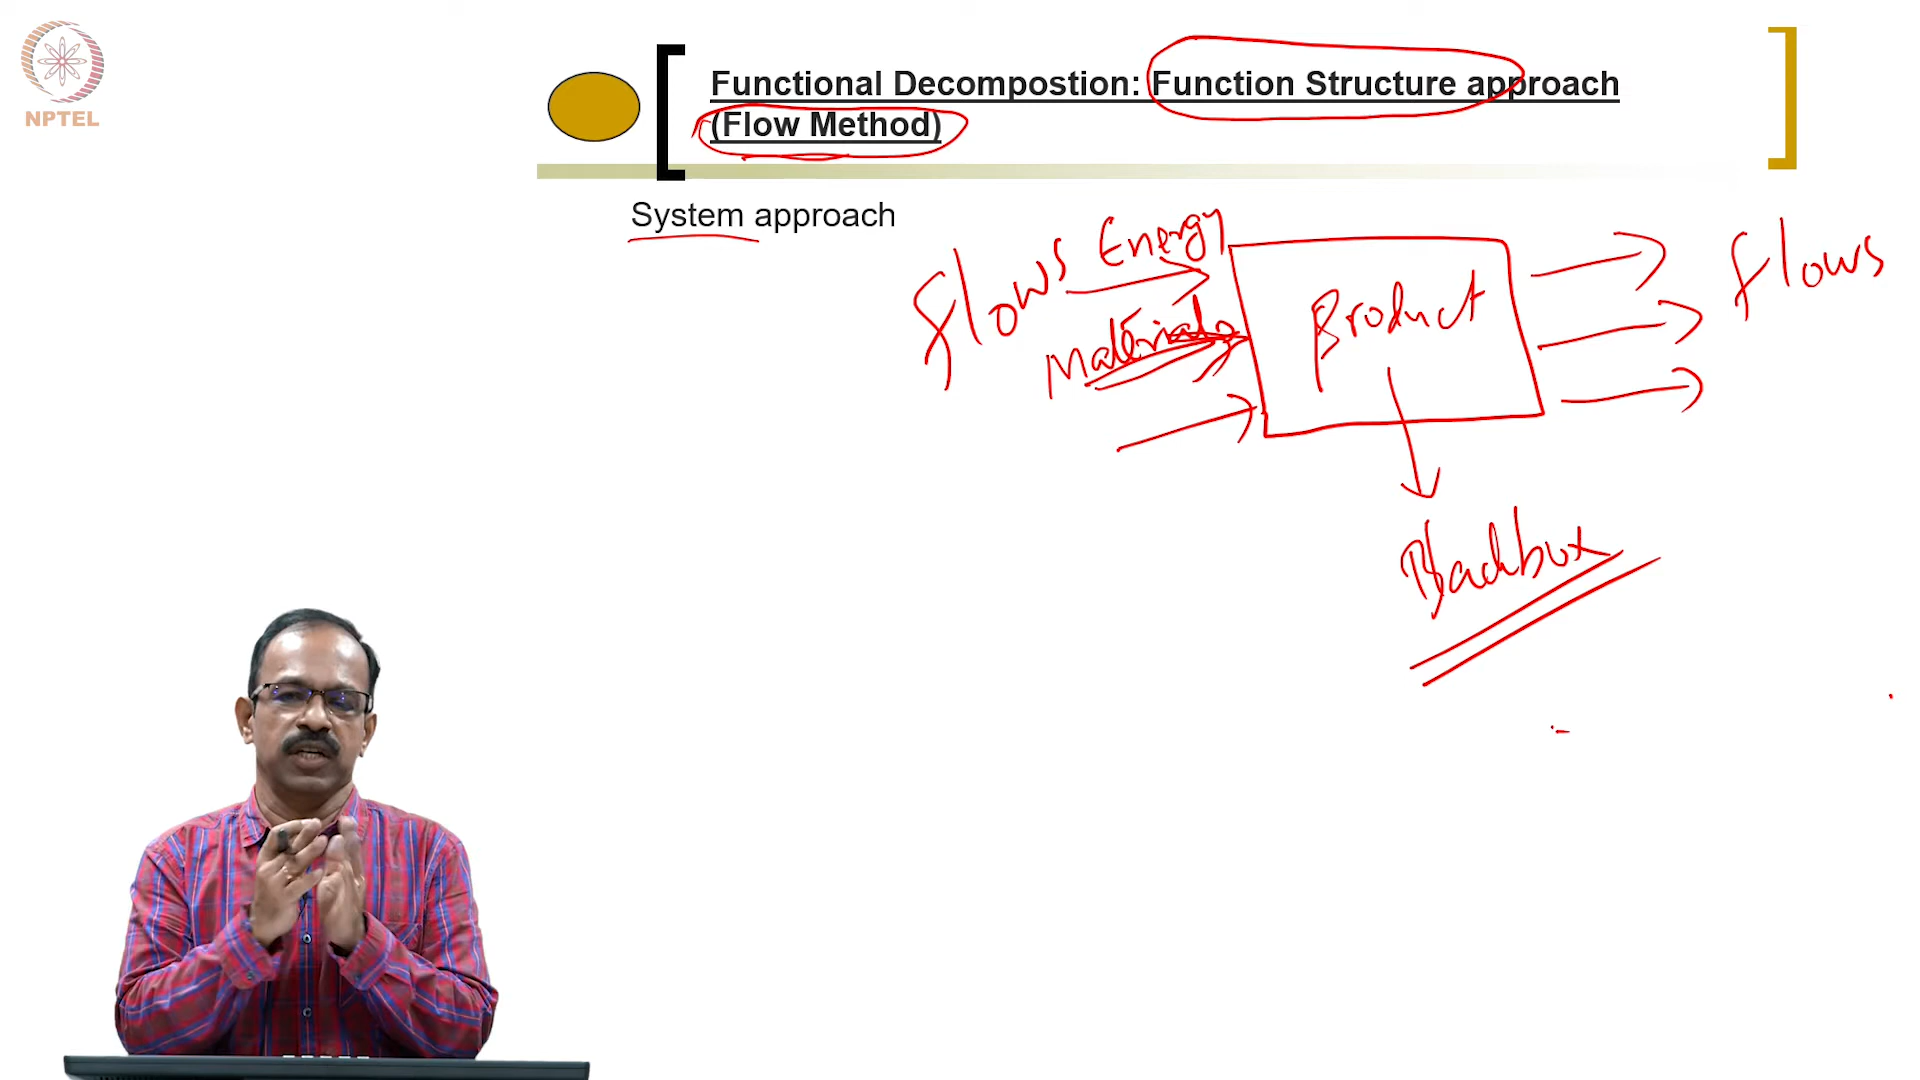 NPTEL
Functional Decompostion: Function Structure approach
(Flow Method)
System approach
Flows Energy
Materials
Product
Flows
Blackbox